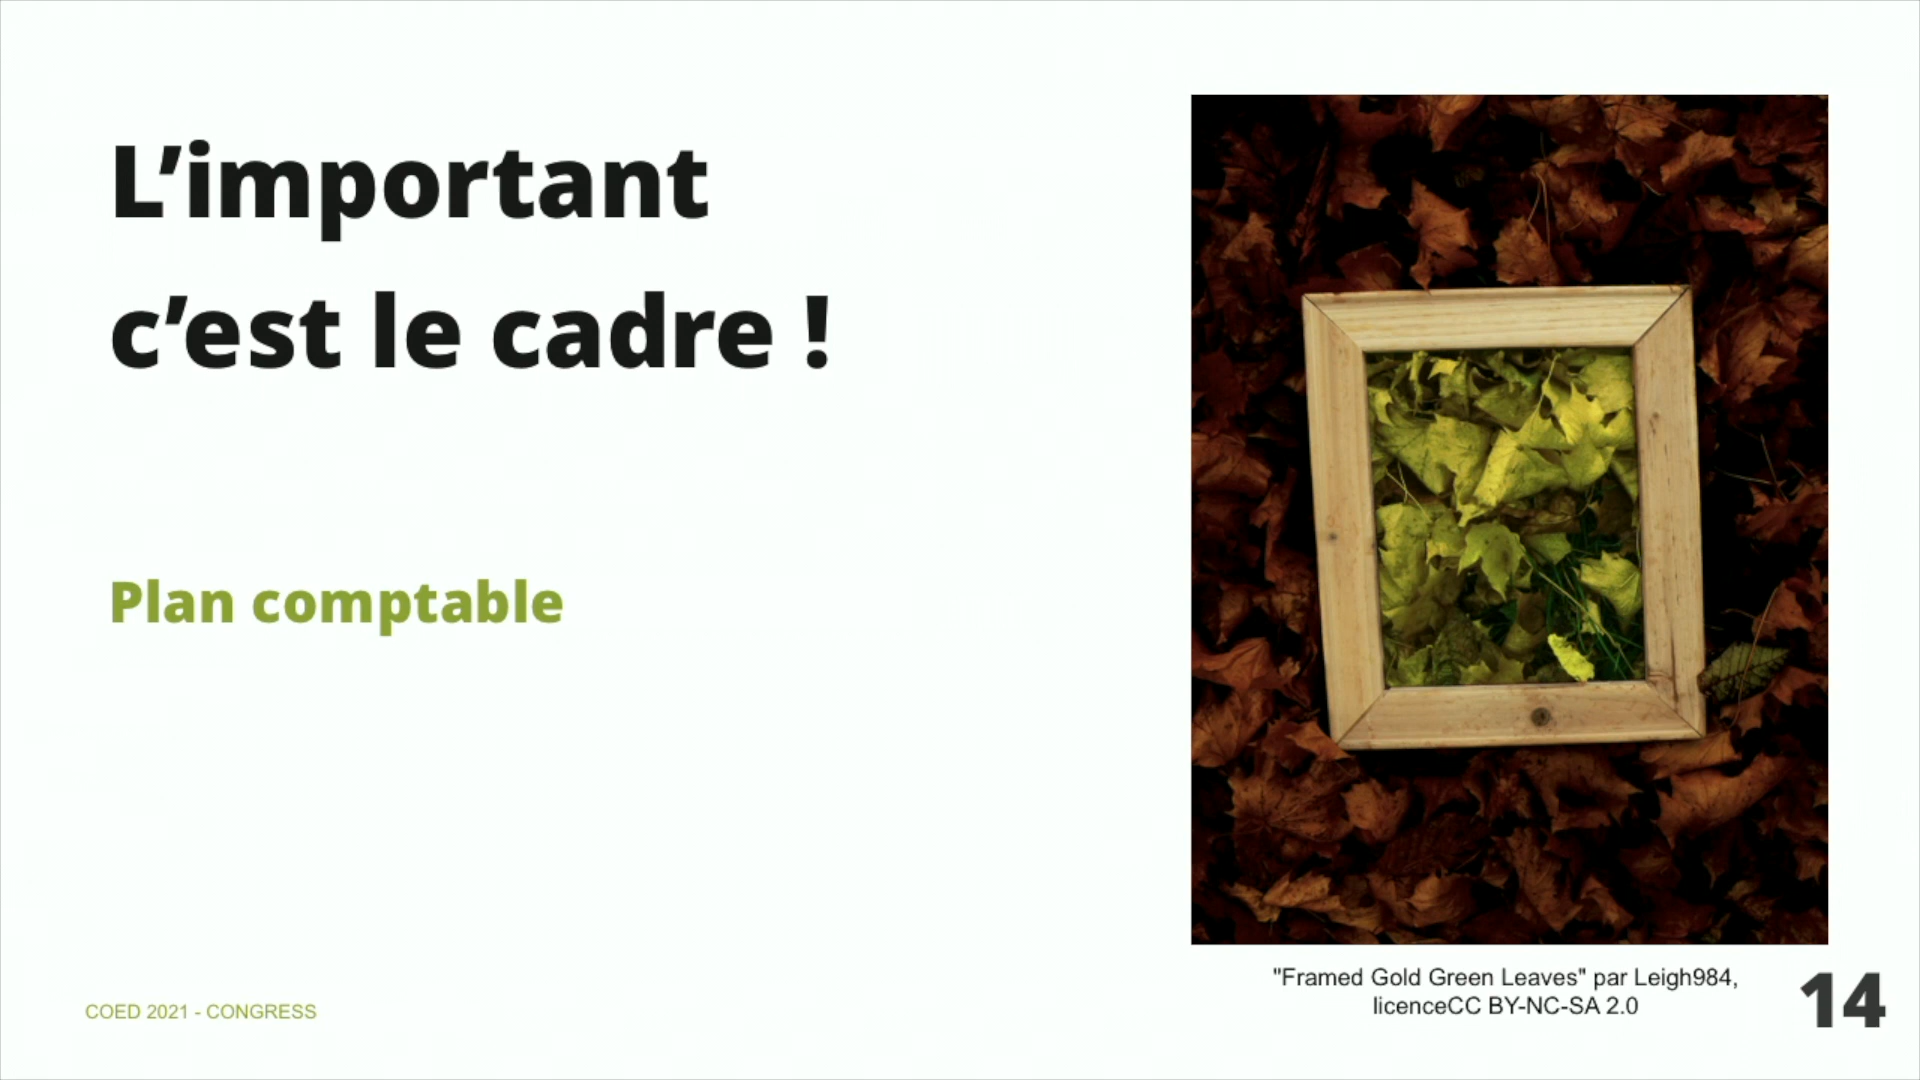 L’important
c’est le cadre !
Plan comptable
"Framed Gold Green Leaves" par Leigh984,
licenceCC BY-NC-SA 2.0
COED 2021 - CONGRESS
14